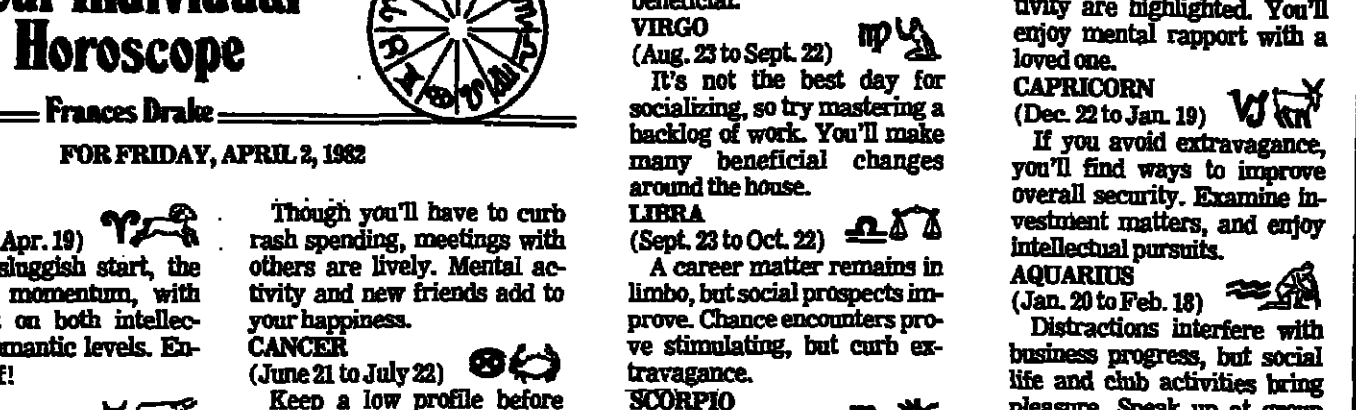 Horoscope
Frances Drake
FOR FRIDAY, APRIL 2, 1982
Apr. 19)
sluggish start, the
momentum, with
on both intellec-
mantic levels. En-
Though you'll have to curb
rash spending, meetings with
others are lively. Mental ac-
tivity and new friends add to
your happiness.
CANCER
(June 21 to July 22)
Keep a low profile before
beneficial.
VIRGO
(Aug. 23 to Sept. 22)
It's not the best day for
socializing, so try mastering a
backlog of work. You'll make
many beneficial changes
around the house.
LIBRA
(Sept. 23 to Oct. 22)
A career matter remains in
limbo, but social prospects im-
prove. Chance encounters pro-
ve stimulating, but curb ex-
travagance.
SCORPIO
tivity are highlighted. You'll
enjoy mental rapport with a
loved one.
CAPRICORN
(Dec. 22 to Jan. 19)
If you avoid extravagance,
you'll find ways to improve
overall security. Examine in-
vestment matters, and enjoy
intellectual pursuits.
AQUARIUS
(Jan. 20 to Feb. 18)
Distractions interfere with
business progress, but social
life and club activities bring
pleasure. Speak up at group